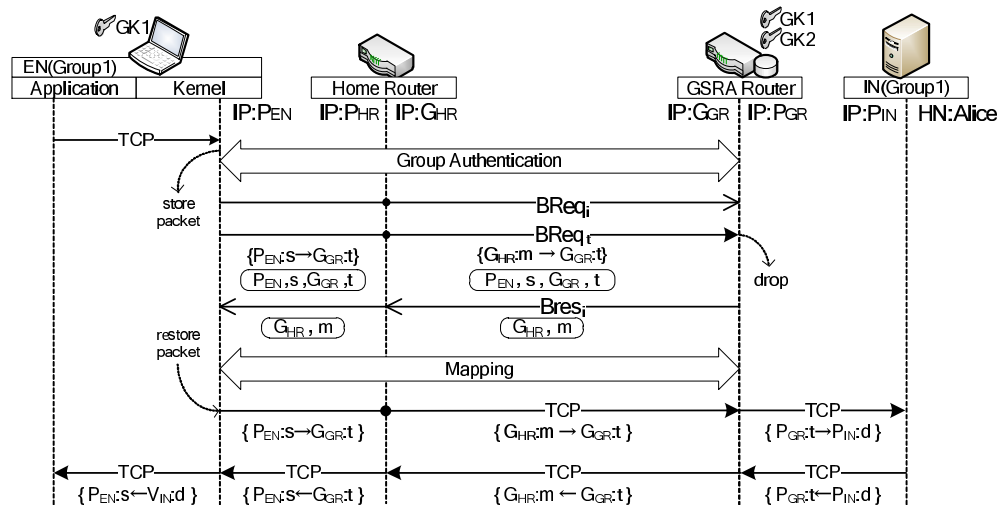 GK1
GK1
GK2
EN(Group1)
Application Kernel
Home Router
GSRA Router
IN(Group1)
IP:PEN IP:PHR IP:GHR IP:GGR IP:PGR IP:PIN HN:Alice
TCP
Group Authentication
store
packet
BReqi
BReqt
{PEN:s→GGR:t} {GHR:m → GGR:t}
PEN, s ,GGR ,t PEN, s, GGR , t
drop
Bresi
GHR , m GHR , m
restore
packet
Mapping
TCP TCP
{ PEN:s→GGR:t } { GHR:m → GGR:t } { PGR:t→PIN:d }
TCP TCP TCP TCP
{ PEN:s←VIN:d } { PEN:s←GGR:t } { GHR:m ← GGR:t } { PGR:t←PIN:d }